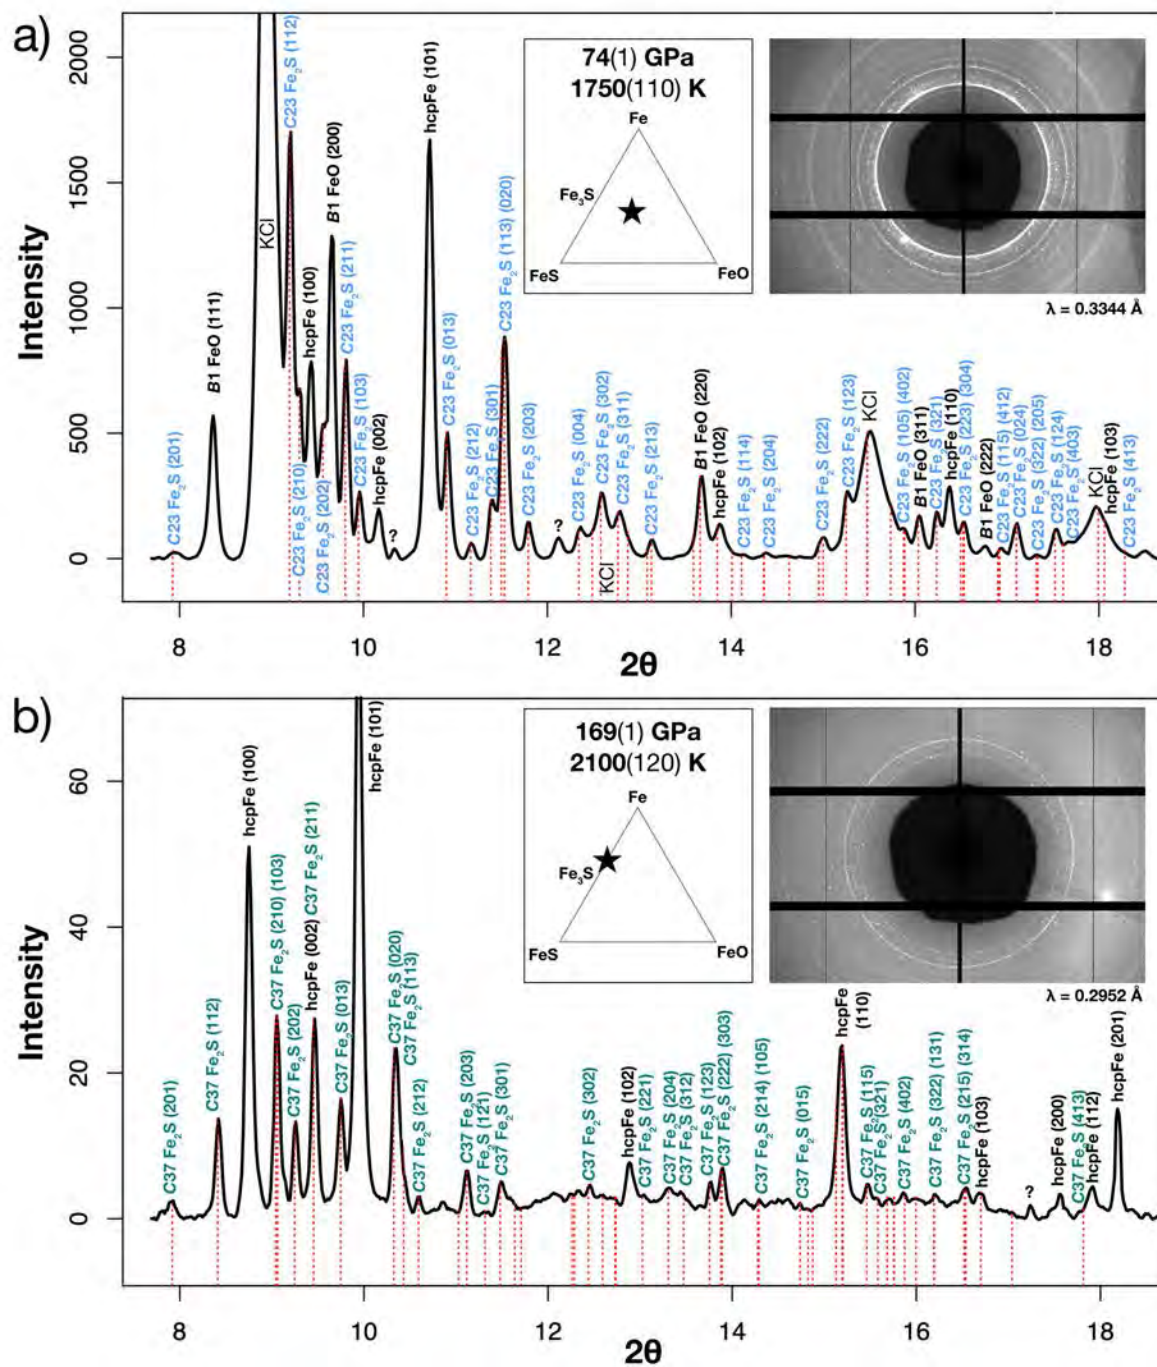 a)
Intensity
2000
1500
1000
500
0
C23 Fe₂S (201)
B1 FeO (111)
KCl
C23 Fe₂S (112)
C23 Fe₂S (210)
hcpFe (100)
C23 Fe₂S (202)
B1 FeO (200)
C23 Fe₂S (211)
C23 Fe₂S (103)
hcpFe (002)
?
hcpFe (101)
C23 Fe₂S (013)
C23 Fe₂S (212)
C23 Fe₂S (301)
C23 Fe₂S (113) (020)
C23 Fe₂S (203)
?
C23 Fe₂S (004)
C23 Fe₂S (302)
KCl
C23 Fe₂S (311)
C23 Fe₂S (213)
B1 FeO (220)
hcpFe (102)
C23 Fe₂S (114)
C23 Fe₂S (204)
C23 Fe₂S (222)
C23 Fe₂S (123)
KCl
C23 Fe₂S (105) (402)
B1 FeO (311)
C23 Fe₂S (321)
hcpFe (110)
C23 Fe₂S (223) (304)
B1 FeO (222)
C23 Fe₂S (115) (412)
C23 Fe₂S (024)
C23 Fe₂S (322) (205)
C23 Fe₂S (124)
C23 Fe₂S (403)
KCl
hcpFe (103)
C23 Fe₂S (413)
74(1) GPa
1750(110) K
Fe
Fe₃S
FeS
FeO
λ = 0.3344 Å
8
10
12
14
16
18
2θ
b)
Intensity
60
40
20
0
C37 Fe₂S (201)
C37 Fe₂S (112)
hcpFe (100)
C37 Fe₂S (210) (103)
C37 Fe₂S (202)
hcpFe (002) C37 Fe₂S (211)
C37 Fe₂S (013)
hcpFe (101)
C37 Fe₂S (020)
C37 Fe₂S (113)
C37 Fe₂S (212)
C37 Fe₂S (203)
C37 Fe₂S (121)
C37 Fe₂S (301)
C37 Fe₂S (302)
hcpFe (102)
C37 Fe₂S (221)
C37 Fe₂S (204)
C37 Fe₂S (312)
C37 Fe₂S (123)
C37 Fe₂S (222) (303)
C37 Fe₂S (214) (105)
C37 Fe₂S (015)
hcpFe
(110)
C37 Fe₂S (115)
C37 Fe₂S (321)
C37 Fe₂S (402)
C37 Fe₂S (322) (131)
C37 Fe₂S (215) (314)
hcpFe (103)
?
hcpFe (200)
C37 Fe₂S (413)
hcpFe (112)
hcpFe (201)
169(1) GPa
2100(120) K
Fe
Fe₃S
FeS
FeO
λ = 0.2952 Å
8
10
12
14
16
18
2θ